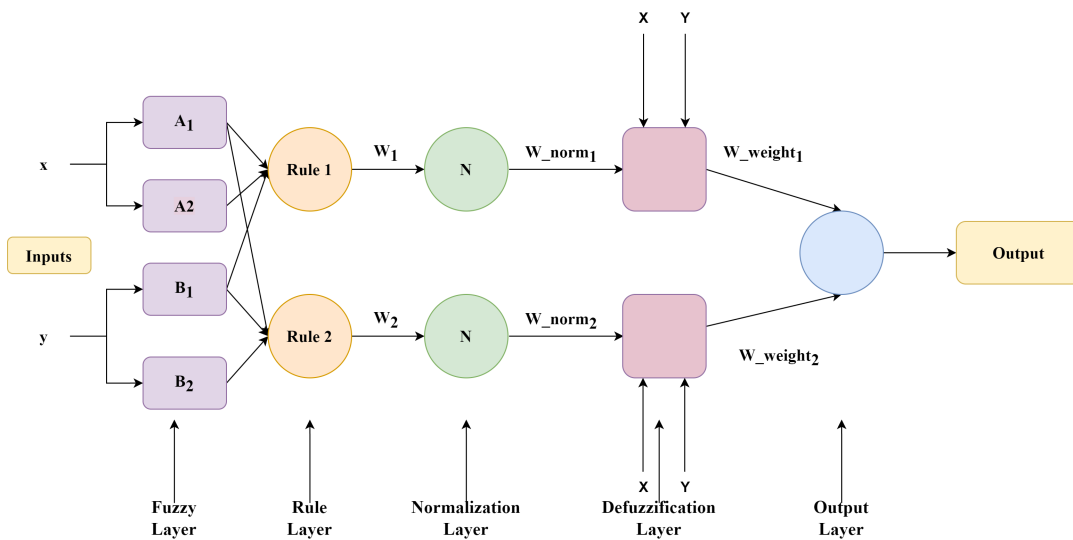 X Y
A1
W1 W_norm1 W_weight1
x Rule 1 N
A2
Inputs Output
B1
W2 W_norm2
y Rule 2 N
W_weight2
B2
X Y
Fuzzy Rule Normalization Defuzzification Output
Layer Layer Layer Layer Layer